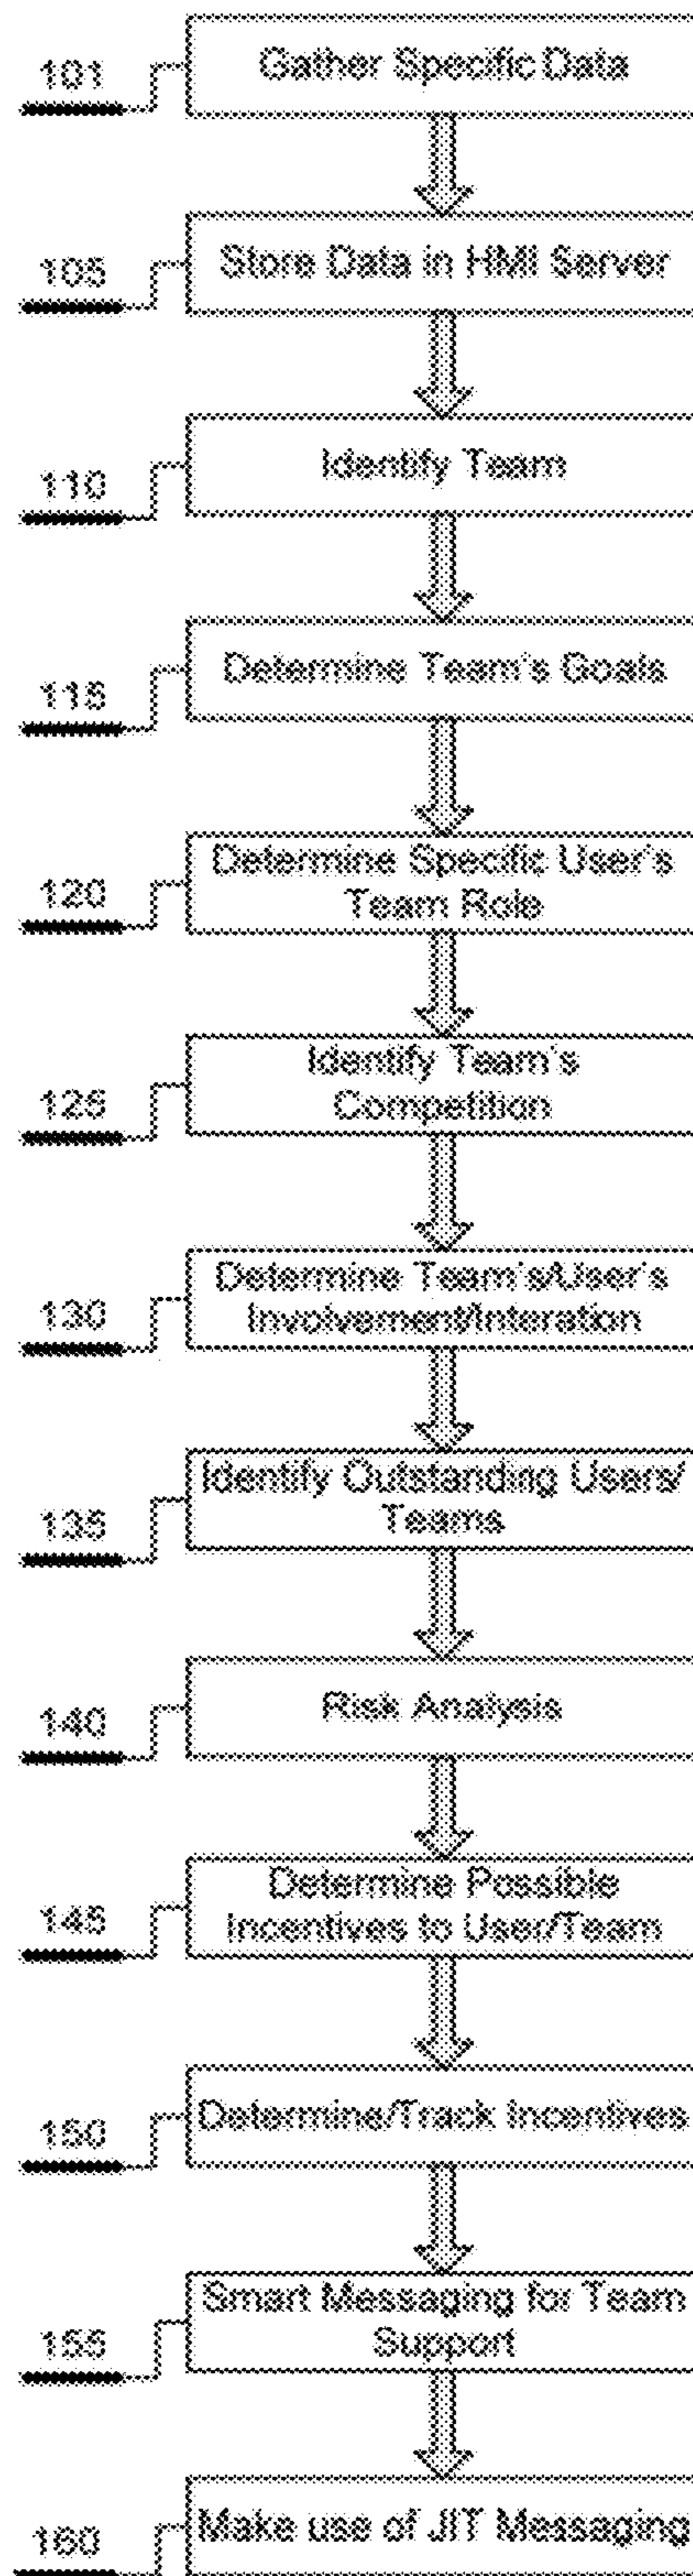 101
Gather Specific Data
105
Store Data in HMI Server
110
Identify Team
115
Determine Team's Goals
120
Determine Specific User's
Team Role
125
Identify Team's
Competition
130
Determine Team's/User's
Involvement/Interation
135
Identify Outstanding Users/
Teams
140
Risk Analysis
145
Determine Possible
Incentives to User/Team
150
Determine/Track Incentives
155
Smart Messaging for Team
Support
160
Make use of JIT Messaging